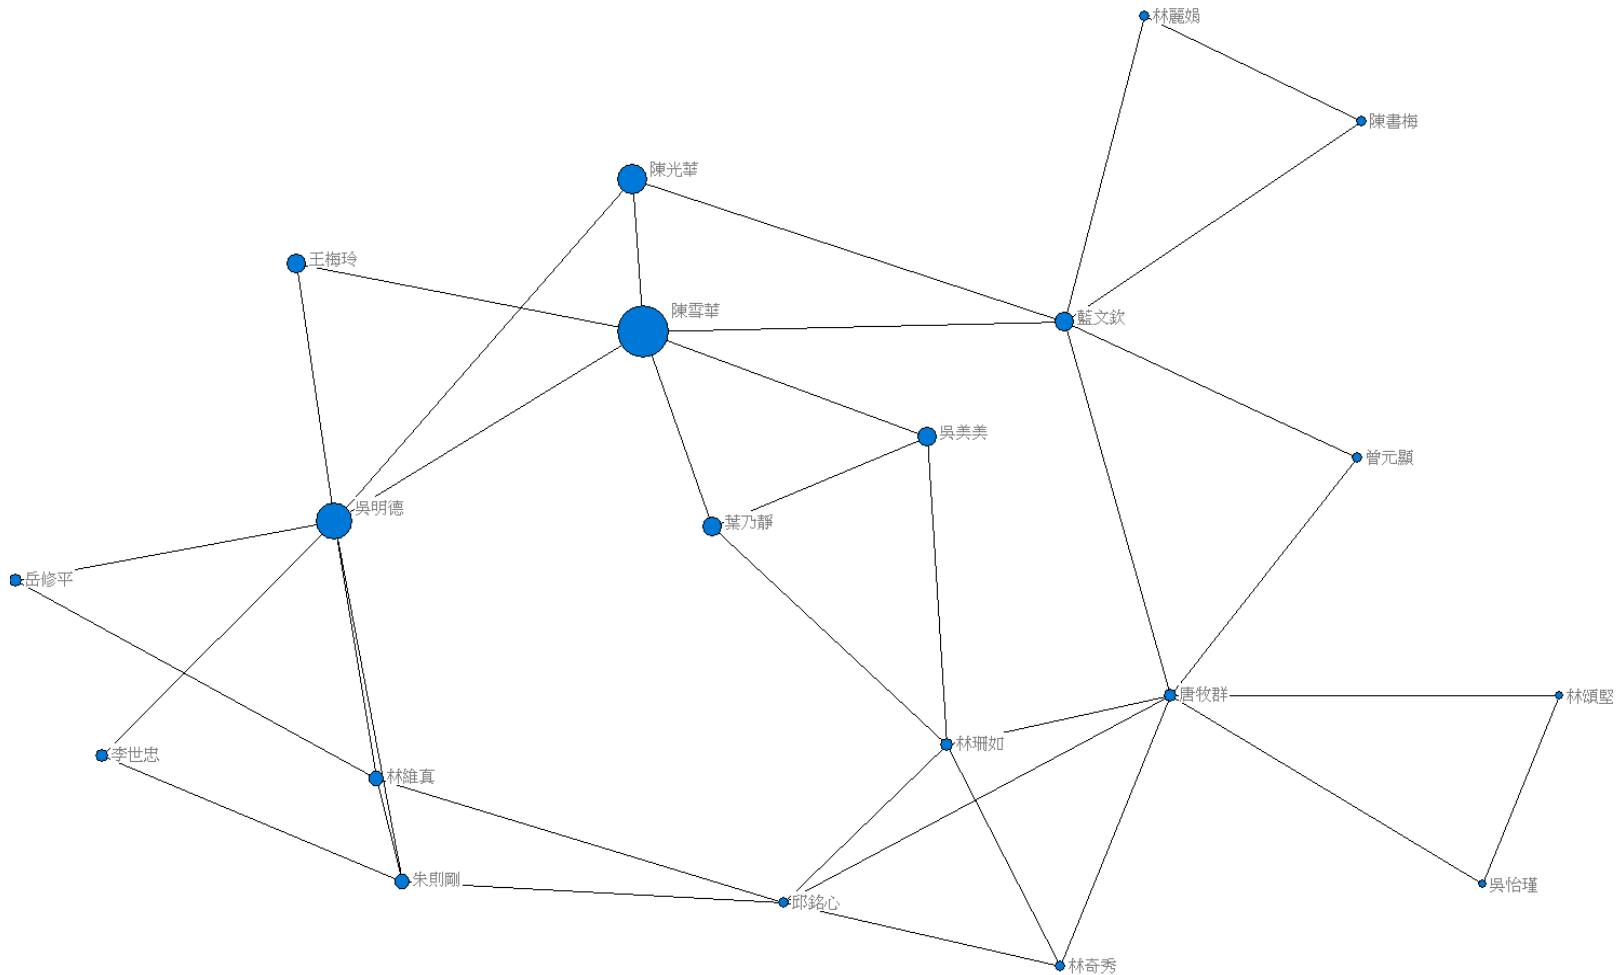 林麗娟
陳書梅
陳光華
王梅玲
陳雪華
藍文欽
吳美美
曾元顯
吳明德
葉乃靜
岳修平
唐牧群
林頌堅
林珊如
李世忠
林維真
朱則剛
吳怡瑾
邱銘心
林奇秀